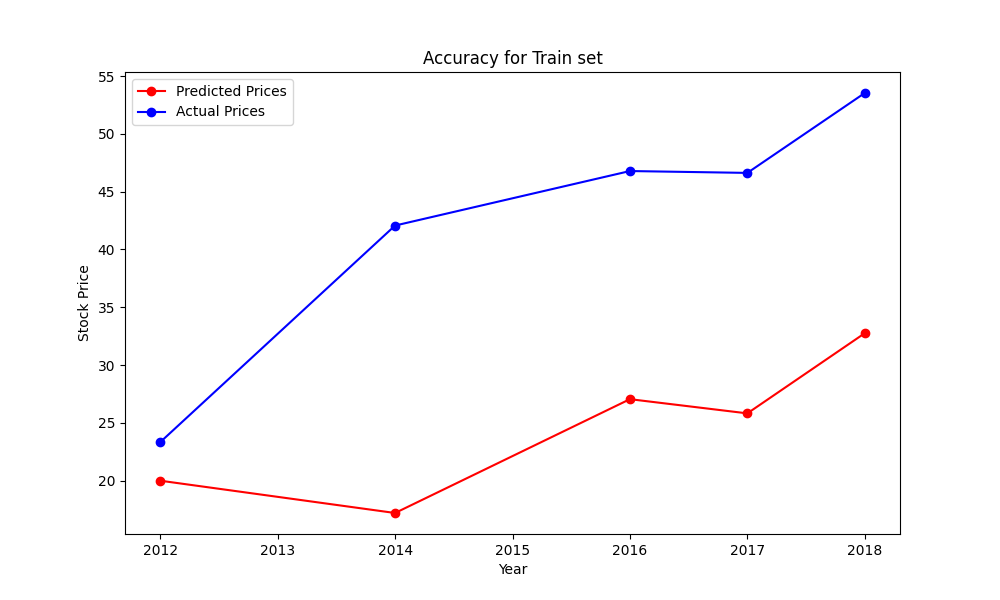 Accuracy for Train set
Predicted Prices
Actual Prices
Stock Price
55
50
45
40
35
30
25
20
2012 2013 2014 2015 2016 2017 2018
Year